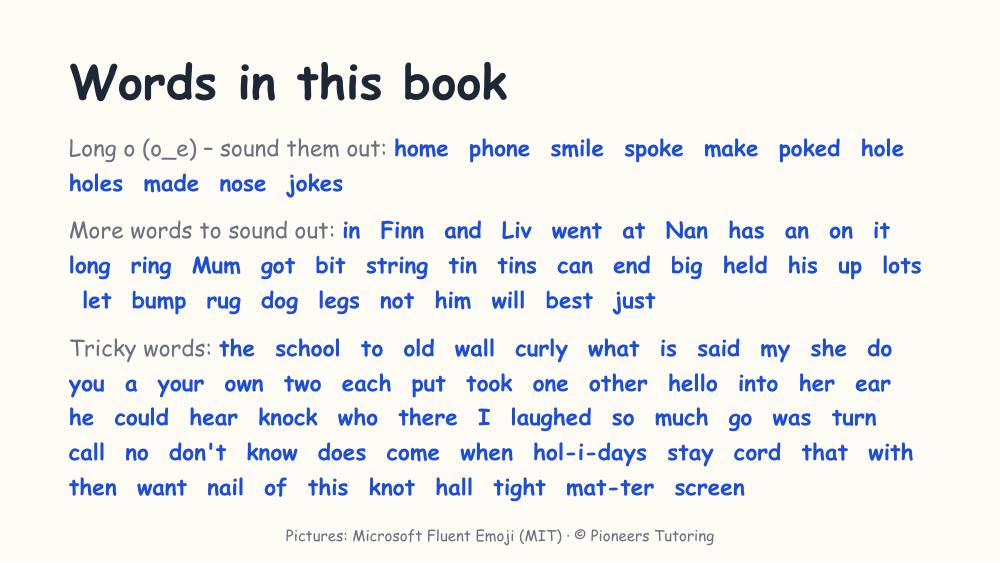 Words in this book
Long o (o_e) – sound them out: home phone smile spoke make poked hole
holes made nose jokes
More words to sound out: in Finn and Liv went at Nan has an on it
long ring Mum got bit string tin tins can end big held his up lots
let bump rug dog legs not him will best just
Tricky words: the school to old wall curly what is said my she do
you a your own two each put took one other hello into her ear
he could hear knock who there I laughed so much go was turn
call no don't know does come when hol-i-days stay cord that with
then want nail of this knot hall tight mat-ter screen
Pictures: Microsoft Fluent Emoji (MIT) · © Pioneers Tutoring